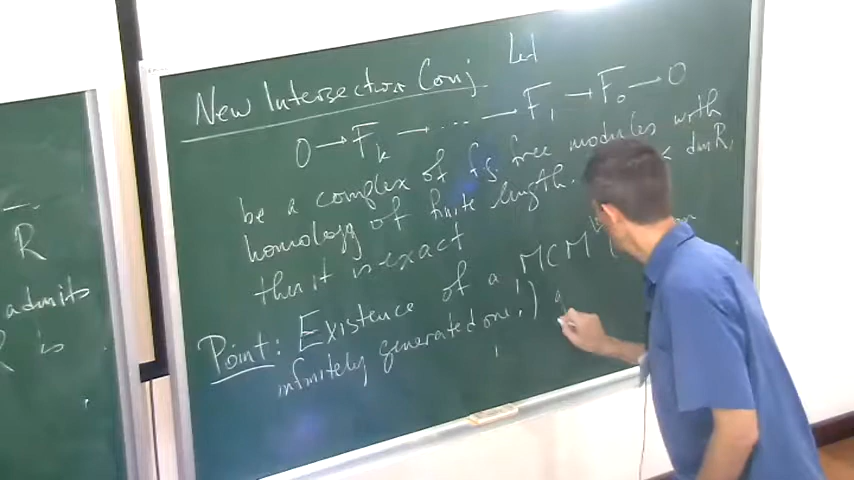 R
admits
R is
New Intersection Conj. Let
0 → F_k → ... → F_1 → F_0 → 0
be a complex of f.g. free modules with
homology of finite length. < dim R,
then it is exact
Point: Existence of a MCM (
infinitely generated one.)